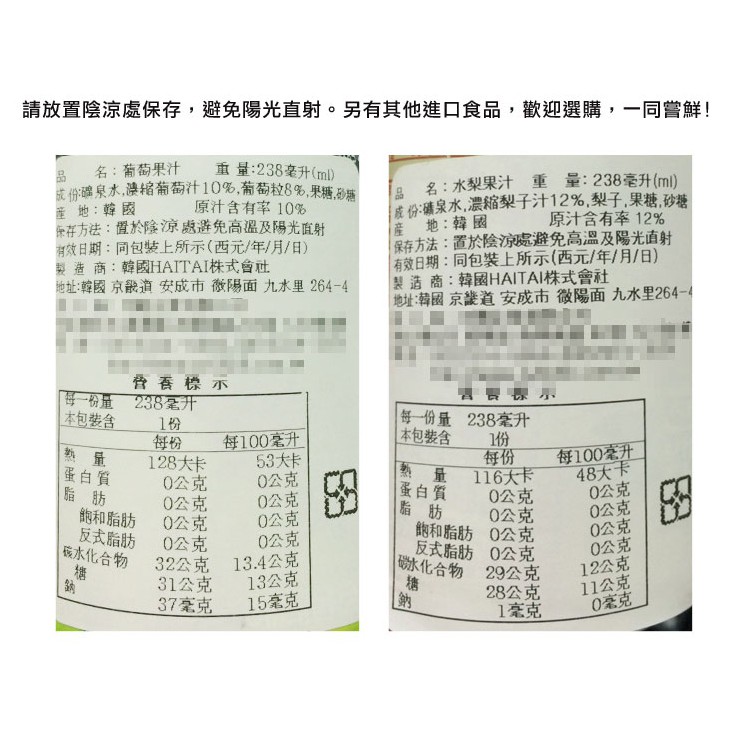 請放置陰涼處保存，避免陽光直射。另有其他進口食品，歡迎選購，一同嘗鮮!
品 名：葡萄果汁 重 量:238毫升(ml)
成 份:礦泉水,濃縮葡萄汁10%,葡萄粒8%,果糖,砂糖
產 地：韓 國 原汁含有率 10%
保存方法：置於陰涼處避免高溫及陽光直射
有效日期：同包裝上所示(西元/年/月/日)
製 造 商：韓國HAITAI株式會社
地址:韓國 京畿道 安成市 微陽面 九水里 264-4
營養標示
每一份量 238毫升
本包裝含 1份
每份 每100毫升
熱 量 128大卡 53大卡
蛋白質 0公克 0公克
脂 肪 0公克 0公克
飽和脂肪 0公克 0公克
反式脂肪 0公克 0公克
碳水化合物 32公克 13.4公克
糖 31公克 13公克
鈉 37毫克 15毫克
品 名：水梨果汁 重 量：238毫升(ml)
成 份:礦泉水,濃縮梨子汁12%,梨子,果糖,砂糖
產 地：韓 國 原汁含有率 12%
保存方法：置於陰涼處避免高溫及陽光直射
有效日期：同包裝上所示(西元/年/月/日)
製 造 商：韓國HAITAI株式會社
地址:韓國 京畿道 安成市 微陽面 九水里264-4
營養標示
每一份量 238毫升
本包裝含 1份
每份 每100毫升
熱 量 116大卡 48大卡
蛋白質 0公克 0公克
脂 肪 0公克 0公克
飽和脂肪 0公克 0公克
反式脂肪 0公克 0公克
碳水化合物 29公克 12公克
糖 28公克 11公克
鈉 1毫克 0毫克